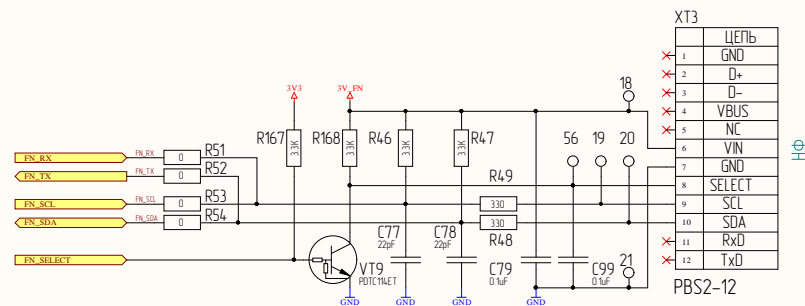 XT3
ЦЕПЬ
1 GND
2 D+
3 D-
4 VBUS
5 NC
6 VIN
7 GND
8 SELECT
9 SCL
10 SDA
11 RxD
12 TxD
PBS2-12
ФН
3V3
3V_FN
18
R167
3.3K
R168
3.3K
R46
3.3K
R47
3.3K
56
19
20
FN_RX
FN_RX
0
R51
FN_TX
FN_TX
0
R52
FN_SCL
FN_SCL
0
R53
FN_SDA
FN_SDA
0
R54
R49
330
330
R48
FN_SELECT
VT9
PDTC114ET
C77
22pF
C78
22pF
C79
0.1uF
C99
0.1uF
21
GND
GND
GND
GND